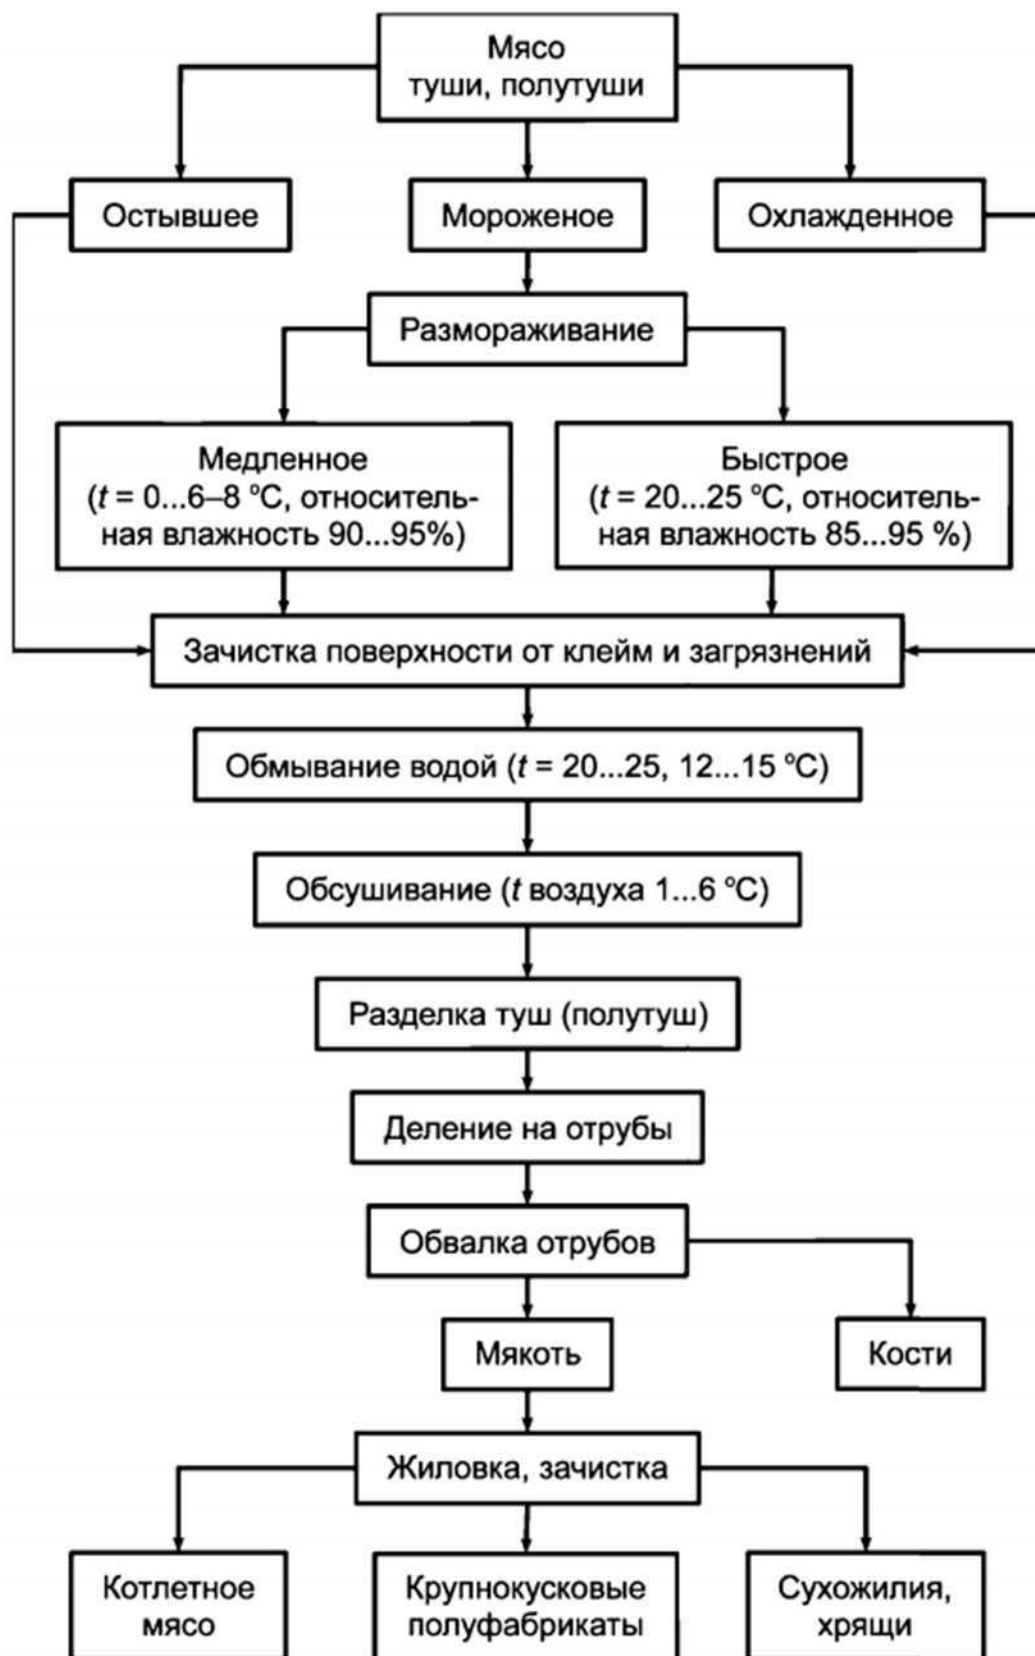 Мясо
туши, полутуши
Остывшее
Мороженое
Охлажденное
Размораживание
Медленное
(t = 0...6–8 °C, относитель-
ная влажность 90...95%)
Быстрое
(t = 20...25 °C, относитель-
ная влажность 85...95 %)
Зачистка поверхности от клейм и загрязнений
Обмывание водой (t = 20...25, 12...15 °C)
Обсушивание (t воздуха 1...6 °C)
Разделка туш (полутуш)
Деление на отрубы
Обвалка отрубов
Мякоть
Кости
Жиловка, зачистка
Котлетное
мясо
Крупнокусковые
полуфабрикаты
Сухожилия,
хрящи